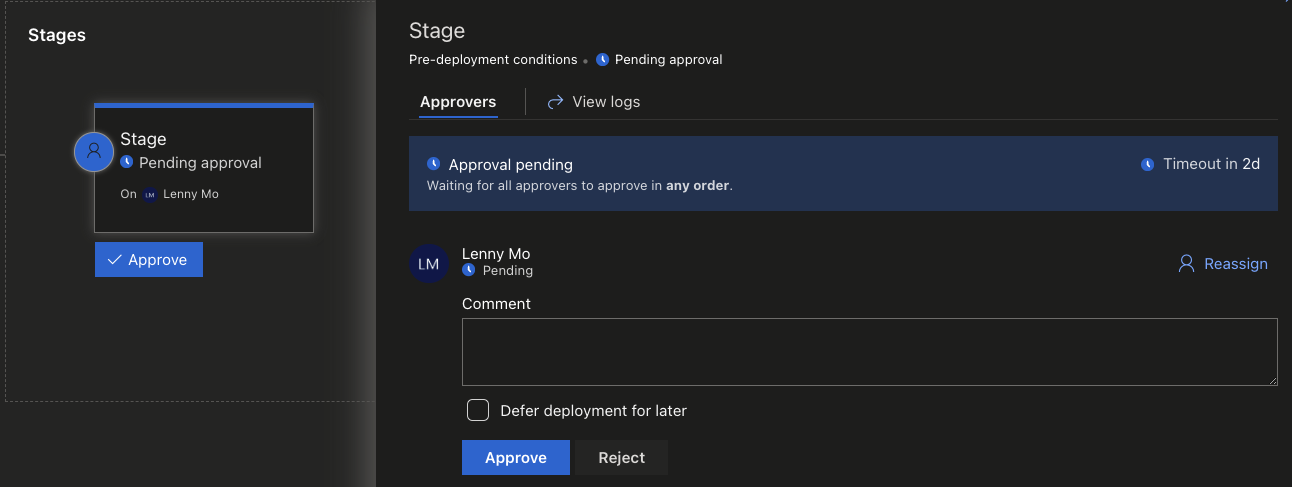 Stages
Stage
Pending approval
On LM Lenny Mo
Approve
Stage
Pre-deployment conditions • Pending approval
Approvers
View logs
Approval pending
Timeout in 2d
Waiting for all approvers to approve in any order.
LM
Lenny Mo
Pending
Reassign
Comment
Defer deployment for later
Approve
Reject